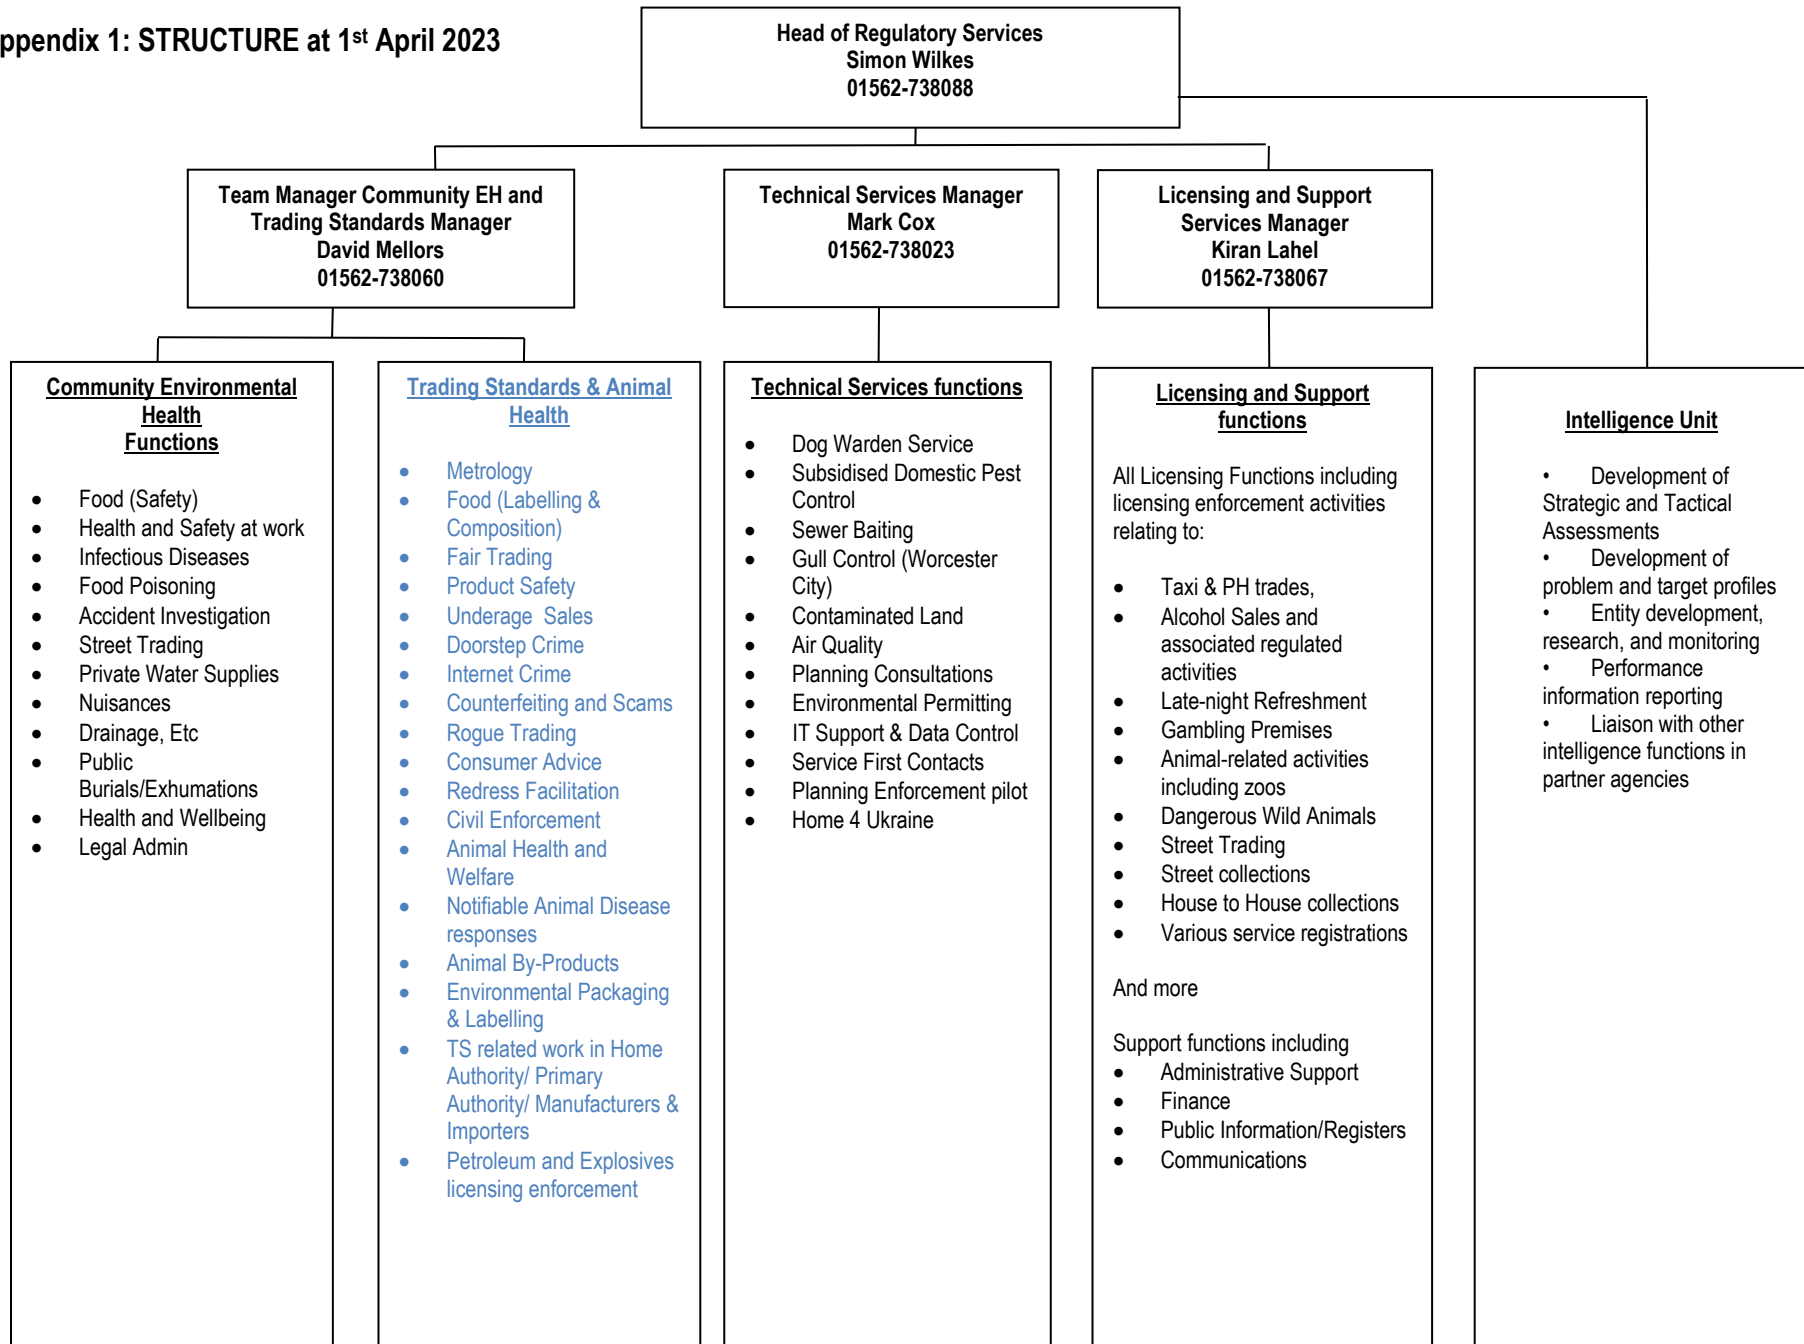 ppendix 1: STRUCTURE at 1st April 2023
Head of Regulatory Services
Simon Wilkes
01562-738088
Team Manager Community EH and
Trading Standards Manager
David Mellors
01562-738060
Technical Services Manager
Mark Cox
01562-738023
Licensing and Support
Services Manager
Kiran Lahel
01562-738067
Community Environmental
Health
Functions
• Food (Safety)
• Health and Safety at work
• Infectious Diseases
• Food Poisoning
• Accident Investigation
• Street Trading
• Private Water Supplies
• Nuisances
• Drainage, Etc
• Public
Burials/Exhumations
• Health and Wellbeing
• Legal Admin
Trading Standards & Animal
Health
• Metrology
• Food (Labelling &
Composition)
• Fair Trading
• Product Safety
• Underage Sales
• Doorstep Crime
• Internet Crime
• Counterfeiting and Scams
• Rogue Trading
• Consumer Advice
• Redress Facilitation
• Civil Enforcement
• Animal Health and
Welfare
• Notifiable Animal Disease
responses
• Animal By-Products
• Environmental Packaging
& Labelling
• TS related work in Home
Authority/ Primary
Authority/ Manufacturers &
Importers
• Petroleum and Explosives
licensing enforcement
Technical Services functions
• Dog Warden Service
• Subsidised Domestic Pest
Control
• Sewer Baiting
• Gull Control (Worcester
City)
• Contaminated Land
• Air Quality
• Planning Consultations
• Environmental Permitting
• IT Support & Data Control
• Service First Contacts
• Planning Enforcement pilot
• Home 4 Ukraine
Licensing and Support
functions
All Licensing Functions including
licensing enforcement activities
relating to:
• Taxi & PH trades,
• Alcohol Sales and
associated regulated
activities
• Late-night Refreshment
• Gambling Premises
• Animal-related activities
including zoos
• Dangerous Wild Animals
• Street Trading
• Street collections
• House to House collections
• Various service registrations
And more
Support functions including
• Administrative Support
• Finance
• Public Information/Registers
• Communications
Intelligence Unit
• Development of
Strategic and Tactical
Assessments
• Development of
problem and target profiles
• Entity development,
research, and monitoring
• Performance
information reporting
• Liaison with other
intelligence functions in
partner agencies